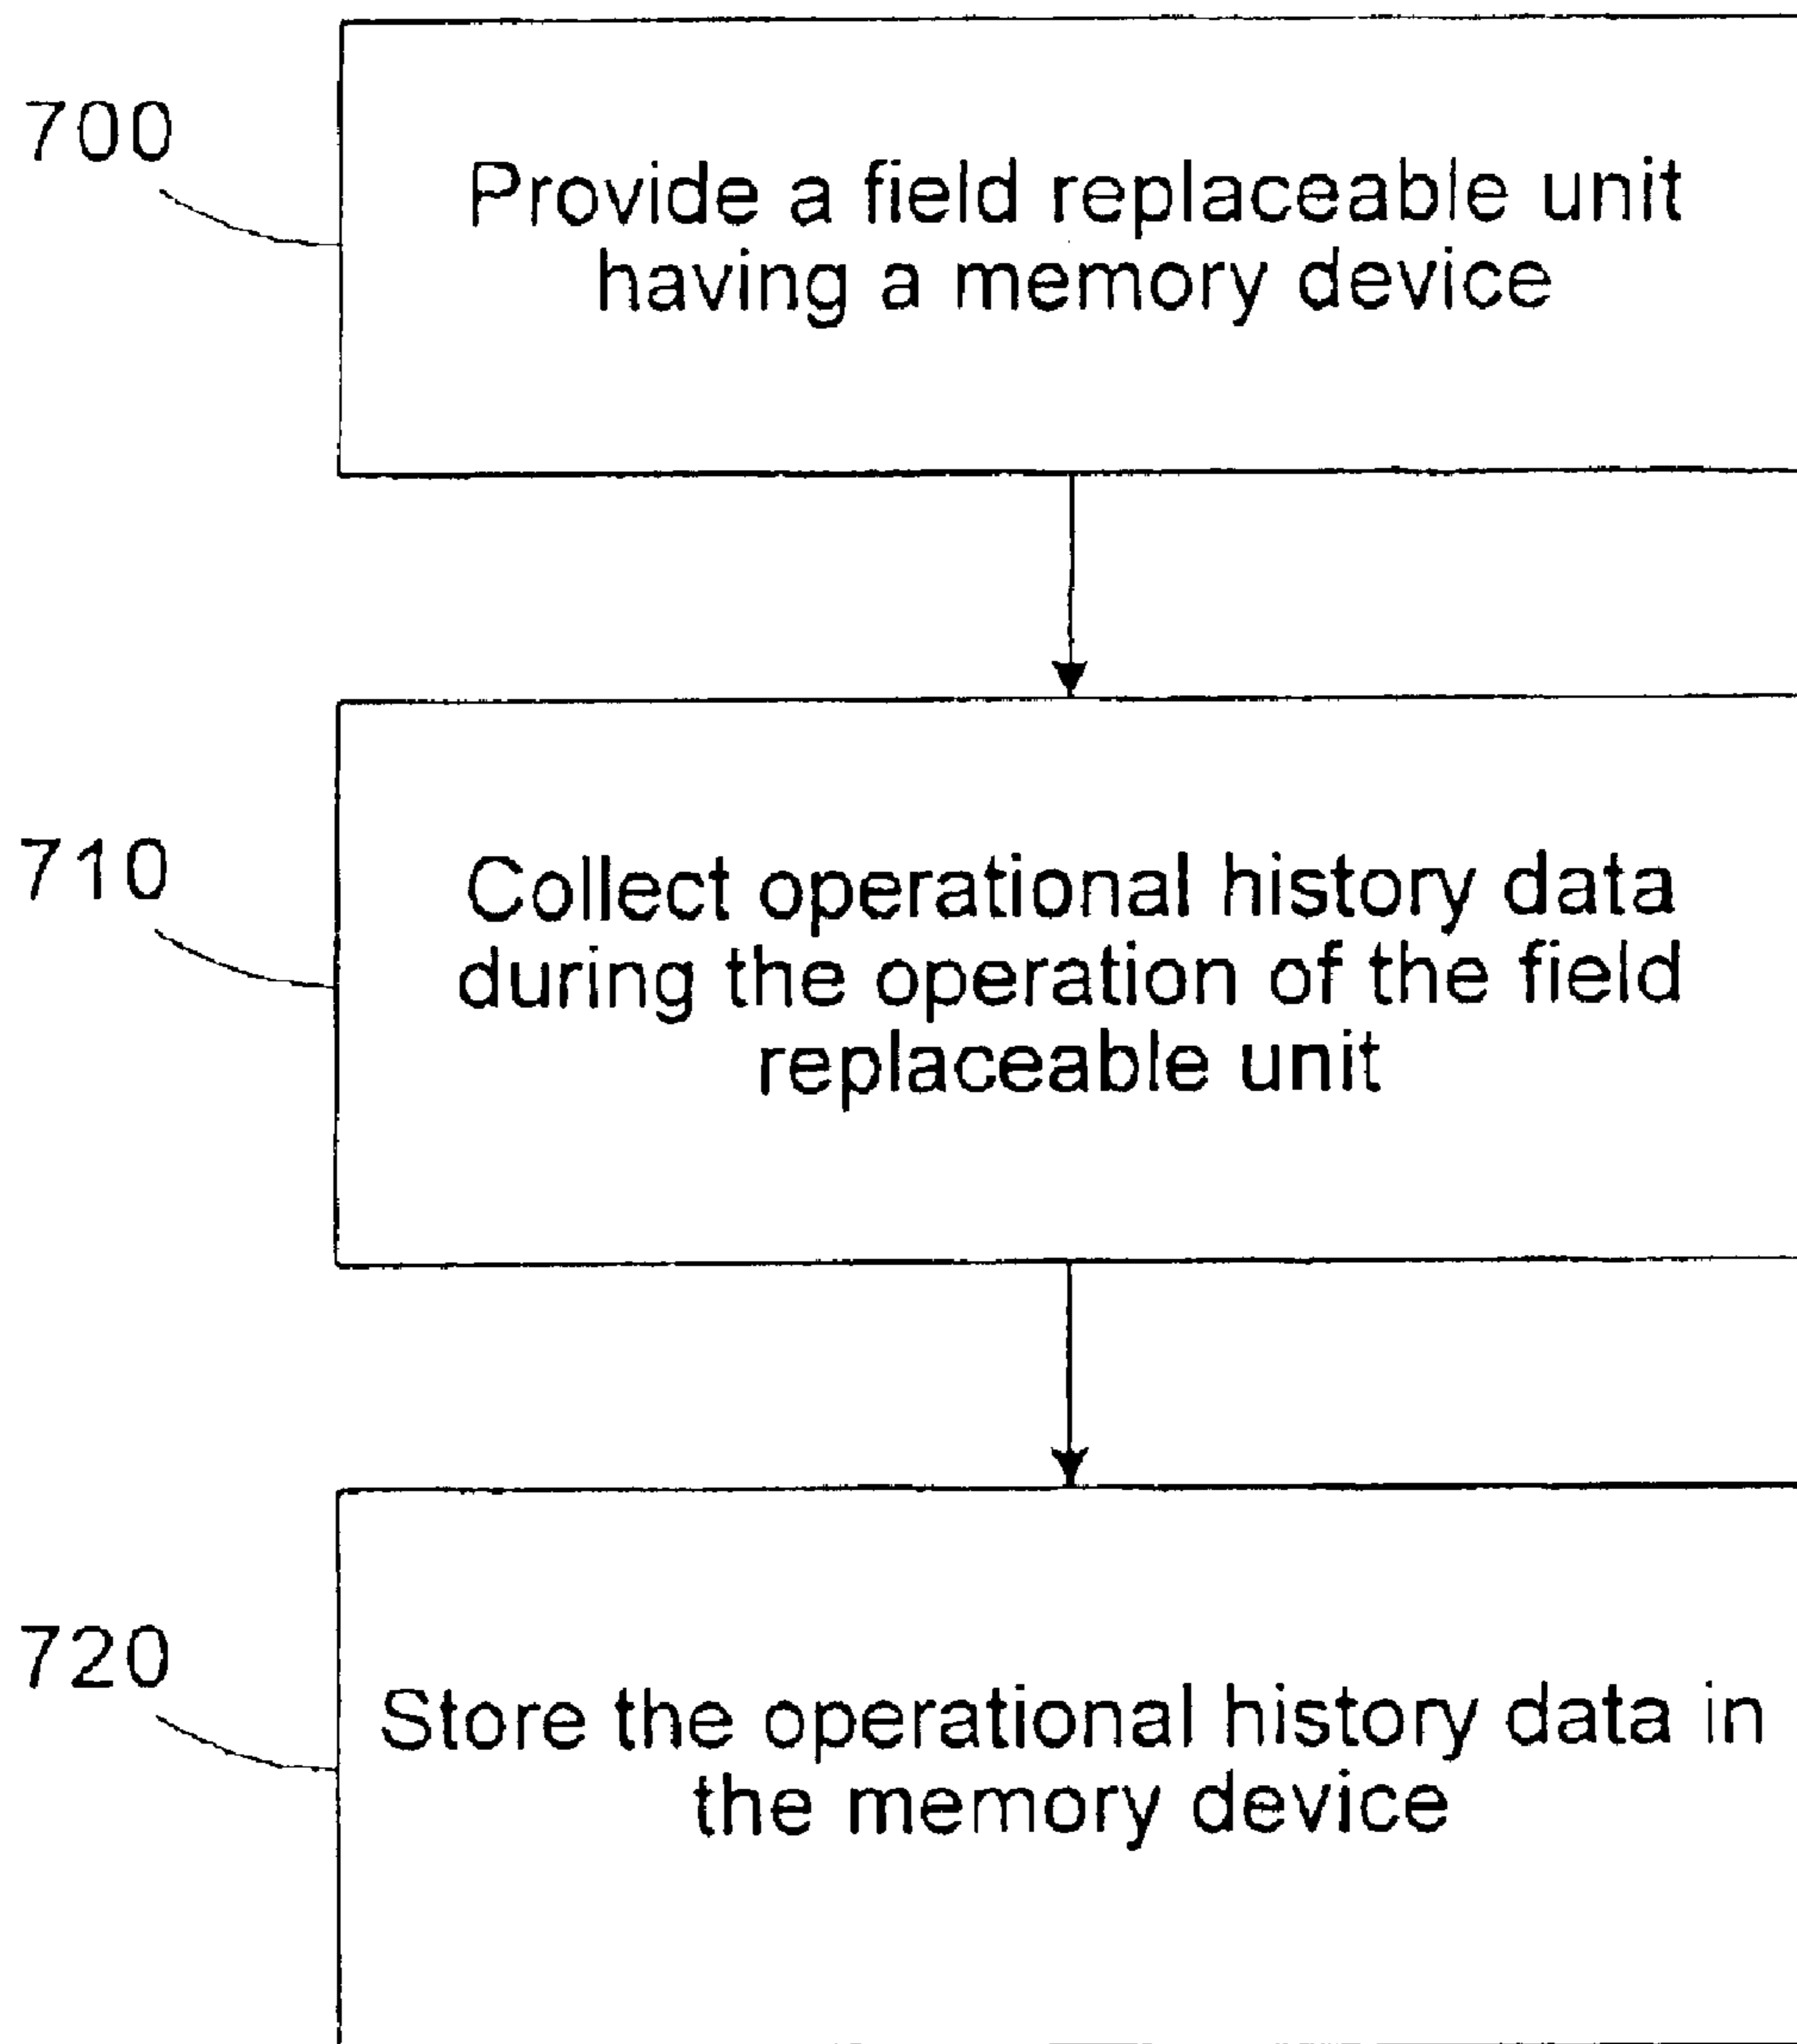 700
Provide a field replaceable unit
having a memory device
710
Collect operational history data
during the operation of the field
replaceable unit
720
Store the operational history data in
the memory device